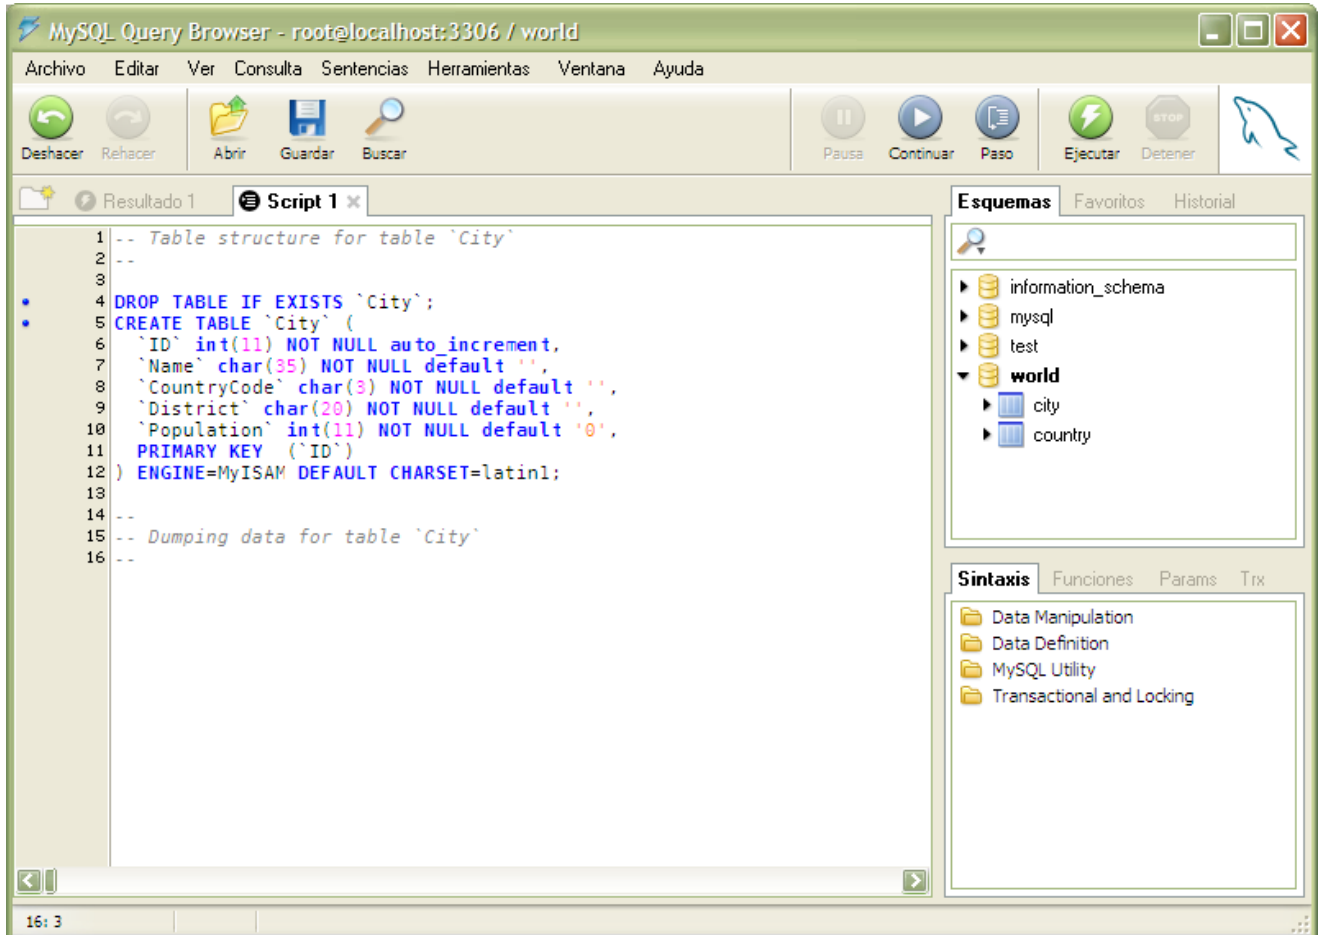 MySQL Query Browser - root@localhost:3306 / world
Archivo Editar Ver Consulta Sentencias Herramientas Ventana Ayuda
Deshacer Rehacer Abrir Guardar Buscar Pausa Continuar Paso Ejecutar STOP Detener
Resultado 1 Script 1
1 -- Table structure for table `City`
2 --
3
4 DROP TABLE IF EXISTS `City`;
5 CREATE TABLE `City` (
6 `ID` int(11) NOT NULL auto_increment,
7 `Name` char(35) NOT NULL default '',
8 `CountryCode` char(3) NOT NULL default '',
9 `District` char(20) NOT NULL default '',
10 `Population` int(11) NOT NULL default '0',
11 PRIMARY KEY (`ID`)
12 ) ENGINE=MyISAM DEFAULT CHARSET=latin1;
13
14 --
15 -- Dumping data for table `City`
16 --
Esquemas Favoritos Historial
information_schema
mysql
test
world
city
country
Sintaxis Funciones Params Trx
Data Manipulation
Data Definition
MySQL Utility
Transactional and Locking
16: 3